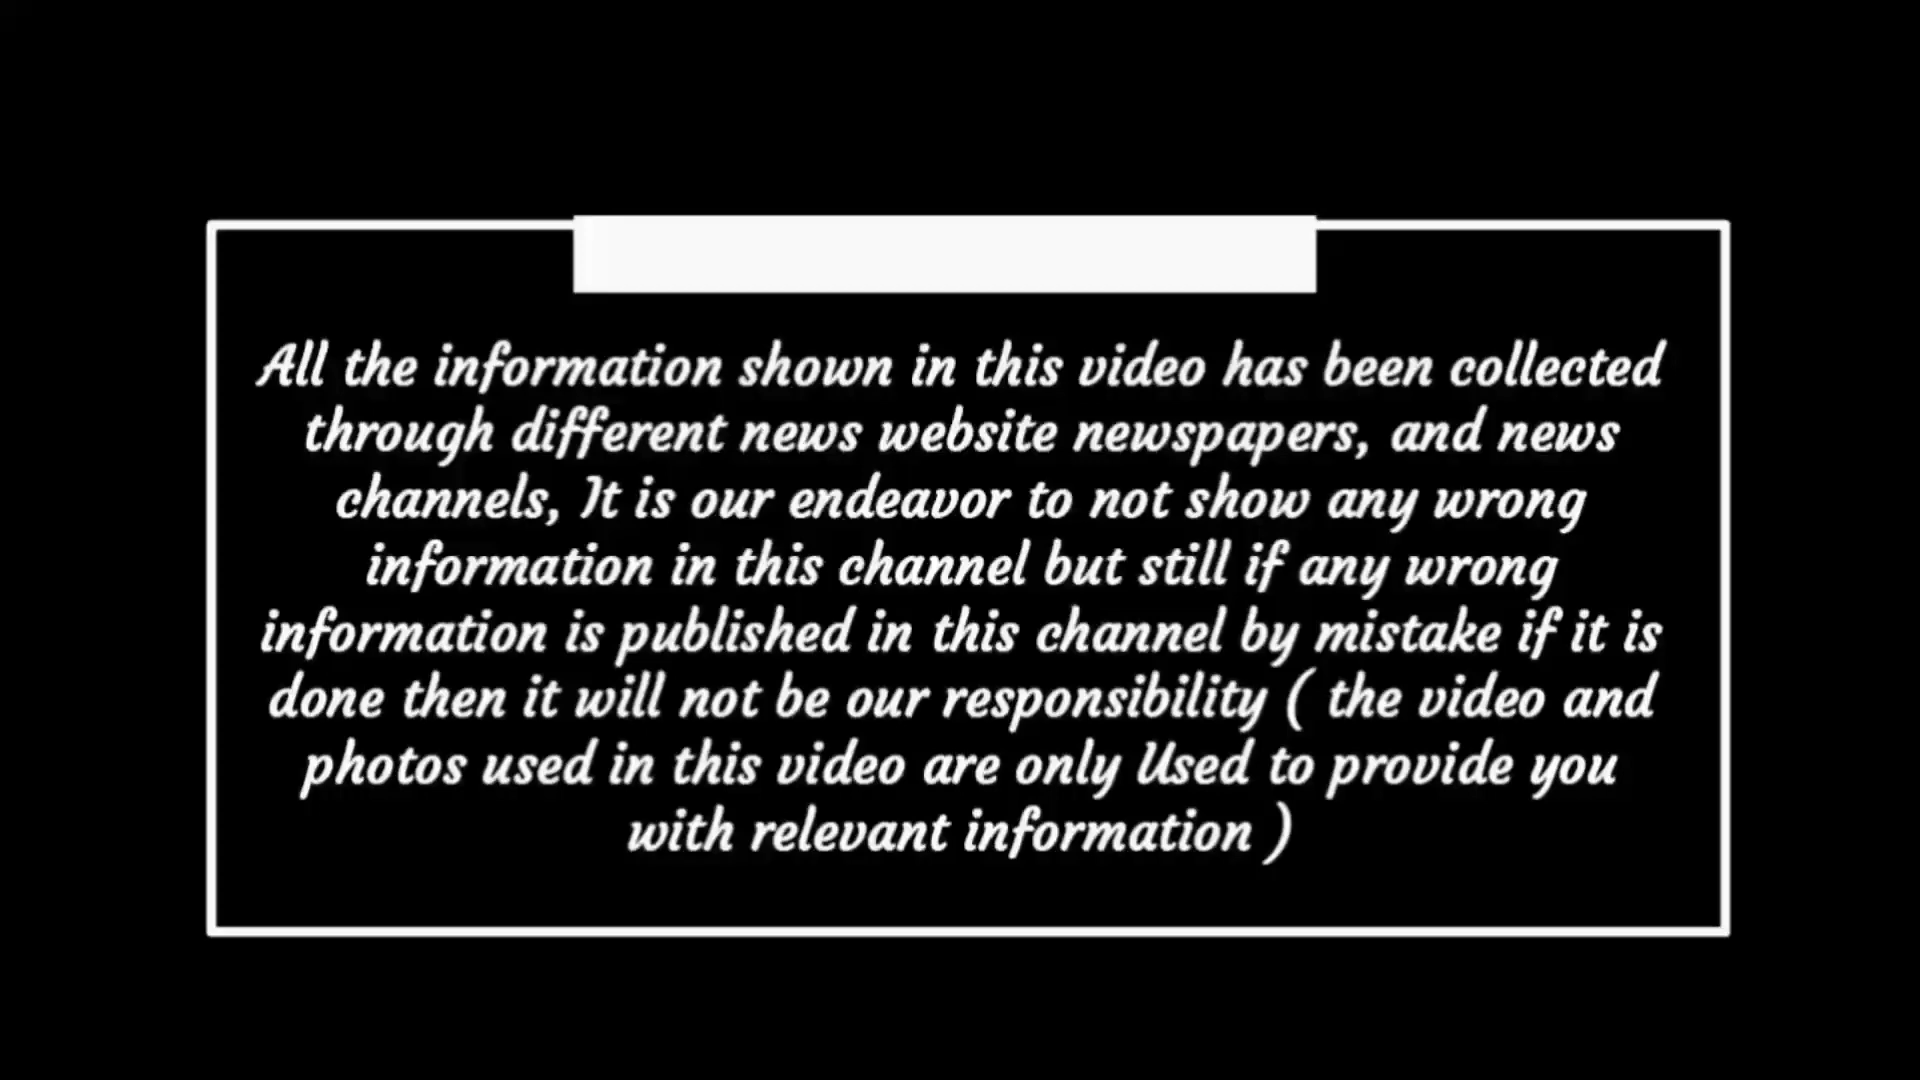 All the information shown in this video has been collected
through different news website newspapers, and news
channels, It is our endeavor to not show any wrong
information in this channel but still if any wrong
information is published in this channel by mistake if it is
done then it will not be our responsibility ( the video and
photos used in this video are only Used to provide you
with relevant information )